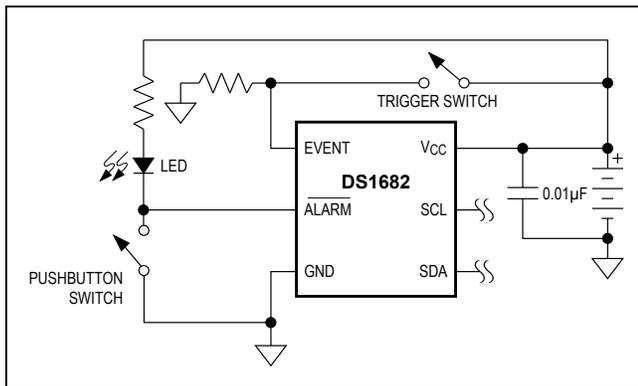 TRIGGER SWITCH
EVENT
VCC
LED
DS1682
+
ALARM
SCL
0.01µF
GND
SDA
PUSHBUTTON
SWITCH